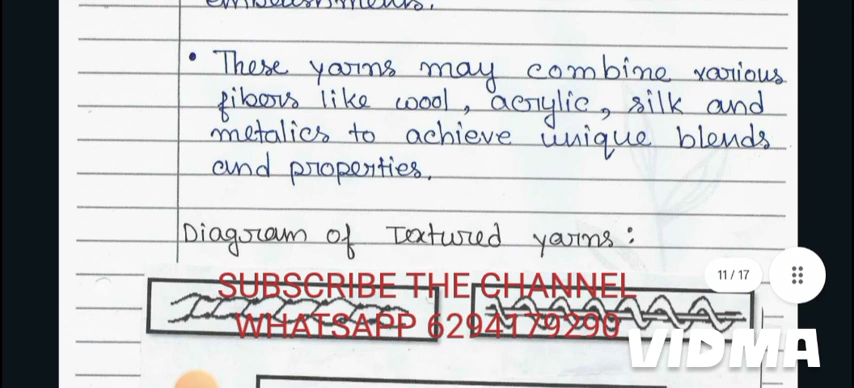 embellishments.
• These yarns may combine various
fibers like wool, acrylic, silk and
metalics to achieve unique blends
and properties.
Diagram of Textured yarns:
11 / 17
SUBSCRIBE THE CHANNEL
WHATSAPP 6294179290
VIDMA